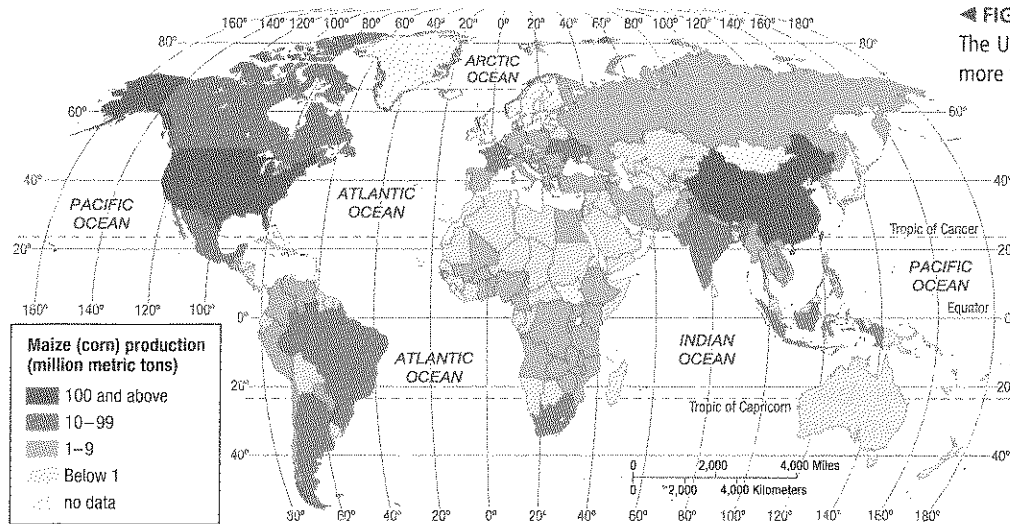 160° 140° 120° 100° 80° 60° 40° 20° 0° 20° 40° 60° 80° 100° 120° 140° 160° 180°
◀ FIG
The U
more
80° 80°
ARCTIC
OCEAN
60° 60°
40° 40°
PACIFIC
OCEAN
ATLANTIC
OCEAN
Tropic of Cancer
20° 20°
PACIFIC
OCEAN
160° 140° 120° 100°
Equator
0° 0° 0°
INDIAN
OCEAN
ATLANTIC
OCEAN
20° 20°
Tropic of Capricorn
40° 40°
0 2,000 4,000 Miles
0 2,000 4,000 Kilometers
80° 60° 40° 20° 0° 20° 40° 60° 80° 100° 120° 140° 160° 180°
Maize (corn) production
(million metric tons)
100 and above
10–99
1–9
Below 1
no data